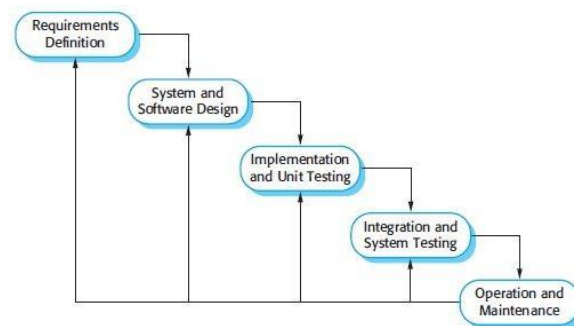 Requirements
Definition
System and
Software Design
Implementation
and Unit Testing
Integration and
System Testing
Operation and
Maintenance